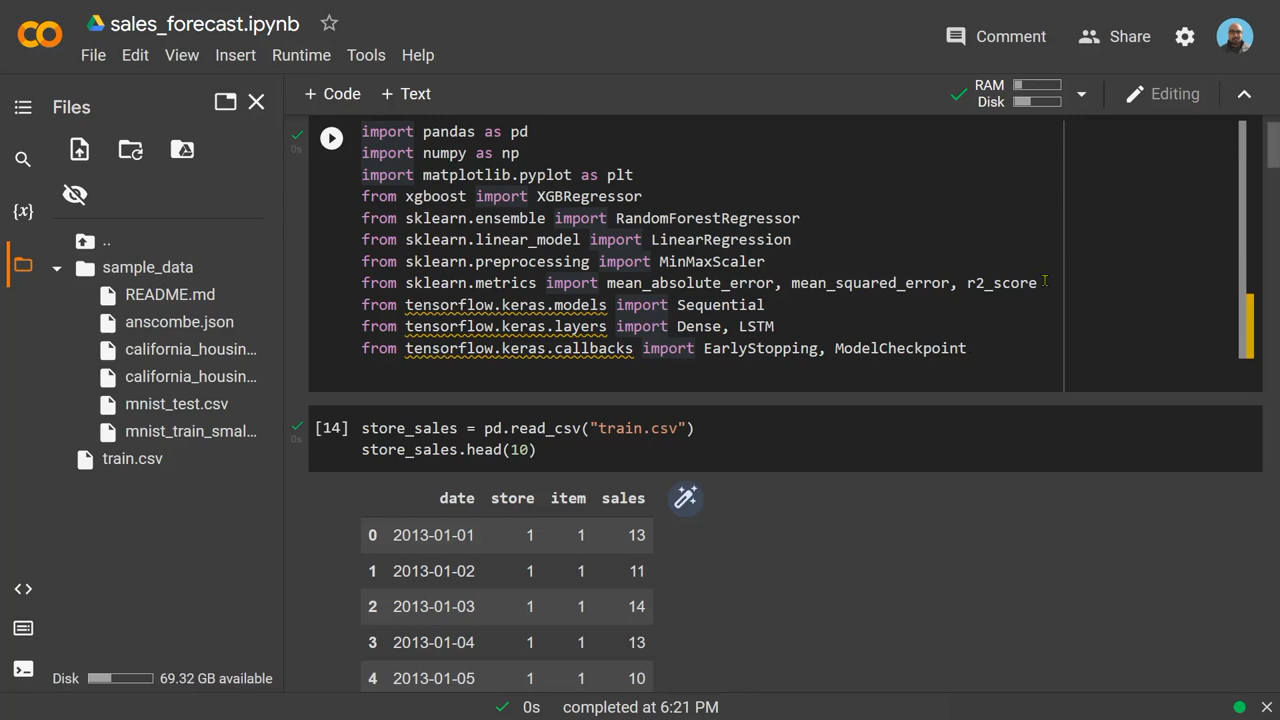 sales_forecast.ipynb
Comment
Share
File Edit View Insert Runtime Tools Help
Files
+ Code + Text
RAM
Disk
Editing
..
sample_data
README.md
anscombe.json
california_housin...
california_housin...
mnist_test.csv
mnist_train_smal...
train.csv
{x}
<>
Disk 69.32 GB available
0s
import pandas as pd
import numpy as np
import matplotlib.pyplot as plt
from xgboost import XGBRegressor
from sklearn.ensemble import RandomForestRegressor
from sklearn.linear_model import LinearRegression
from sklearn.preprocessing import MinMaxScaler
from sklearn.metrics import mean_absolute_error, mean_squared_error, r2_score
from tensorflow.keras.models import Sequential
from tensorflow.keras.layers import Dense, LSTM
from tensorflow.keras.callbacks import EarlyStopping, ModelCheckpoint
0s
[14] store_sales = pd.read_csv("train.csv")
store_sales.head(10)
date store item sales
0 2013-01-01 1 1 13
1 2013-01-02 1 1 11
2 2013-01-03 1 1 14
3 2013-01-04 1 1 13
4 2013-01-05 1 1 10
0s completed at 6:21 PM